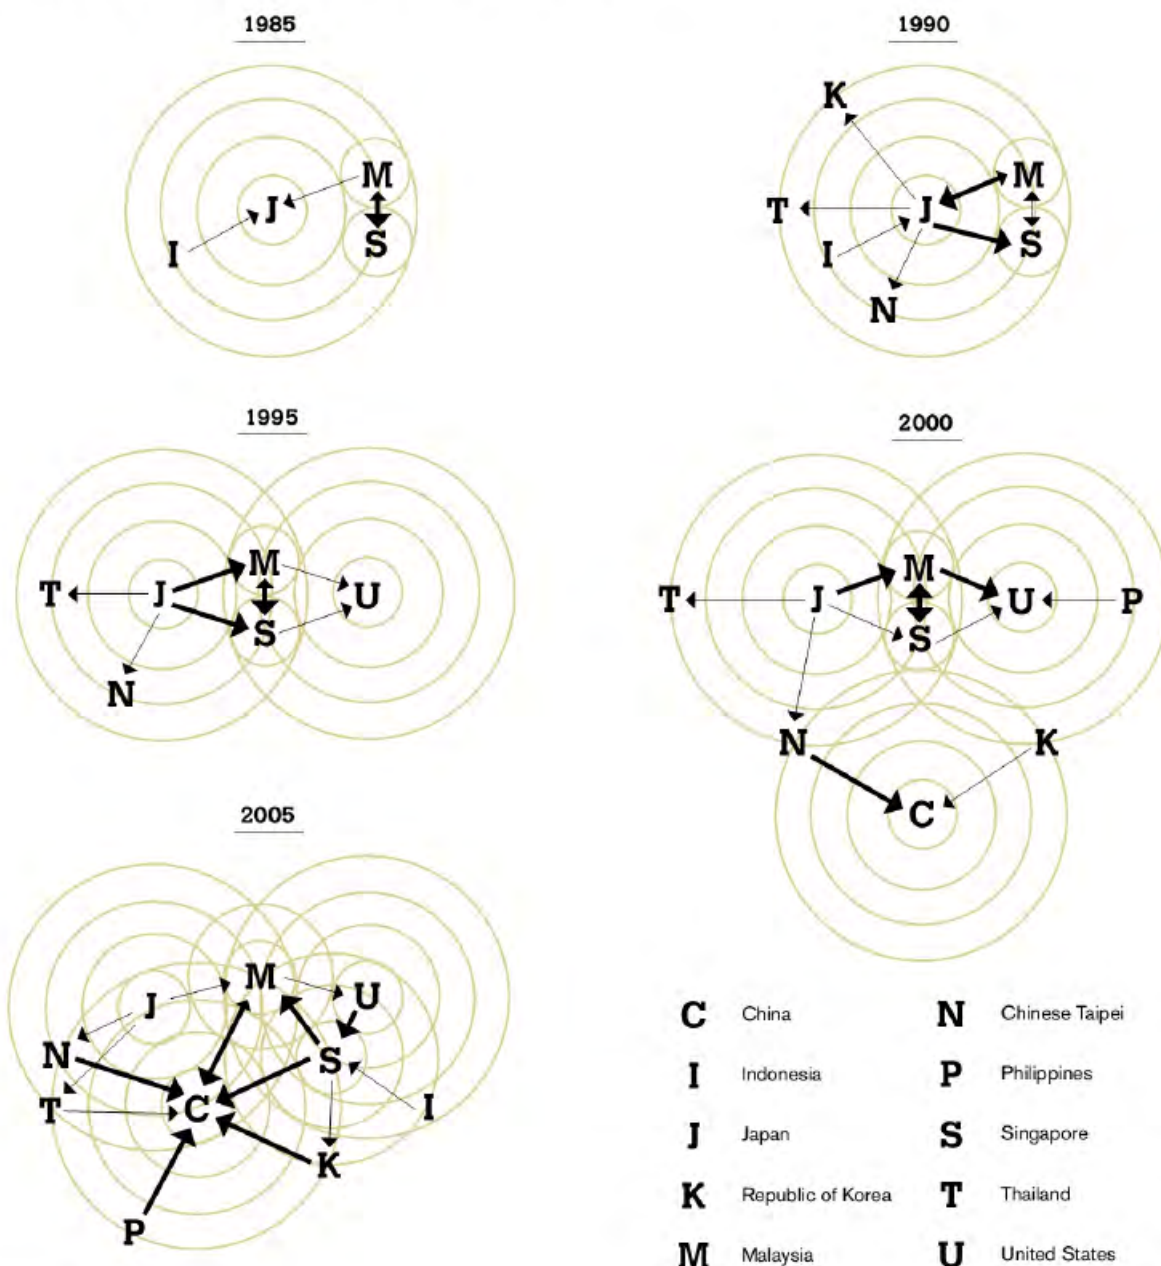 1985
1990
K
M
J
T
J
M
S
I
I
S
N
1995
2000
M
T
J
U
S
N
M
T
J
U
P
S
N
K
C
2005
M
J
U
N
S
T
C
I
K
P
C China
N Chinese Taipei
I Indonesia
P Philippines
J Japan
S Singapore
K Republic of Korea
T Thailand
M Malaysia
U United States